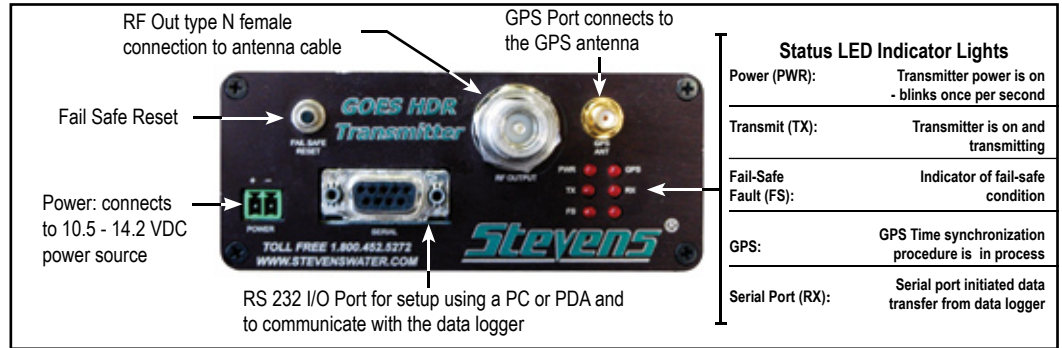 RF Out type N female
connection to antenna cable
GPS Port connects to
the GPS antenna
Fail Safe Reset
Power: connects
to 10.5 - 14.2 VDC
power source
RS 232 I/O Port for setup using a PC or PDA and
to communicate with the data logger
GOES HDR
Transmitter
FAIL SAFE
RESET
RF OUTPUT
GPS
ANT
PWR GPS
TX RX
FS
+ -
POWER
SERIAL
TOLL FREE 1.800.452.5272
WWW.STEVENSWATER.COM
Stevens®
Status LED Indicator Lights
Power (PWR): Transmitter power is on
- blinks once per second
Transmit (TX): Transmitter is on and
transmitting
Fail-Safe Indicator of fail-safe
Fault (FS): condition
GPS: GPS Time synchronization
procedure is in process
Serial Port (RX): Serial port initiated data
transfer from data logger